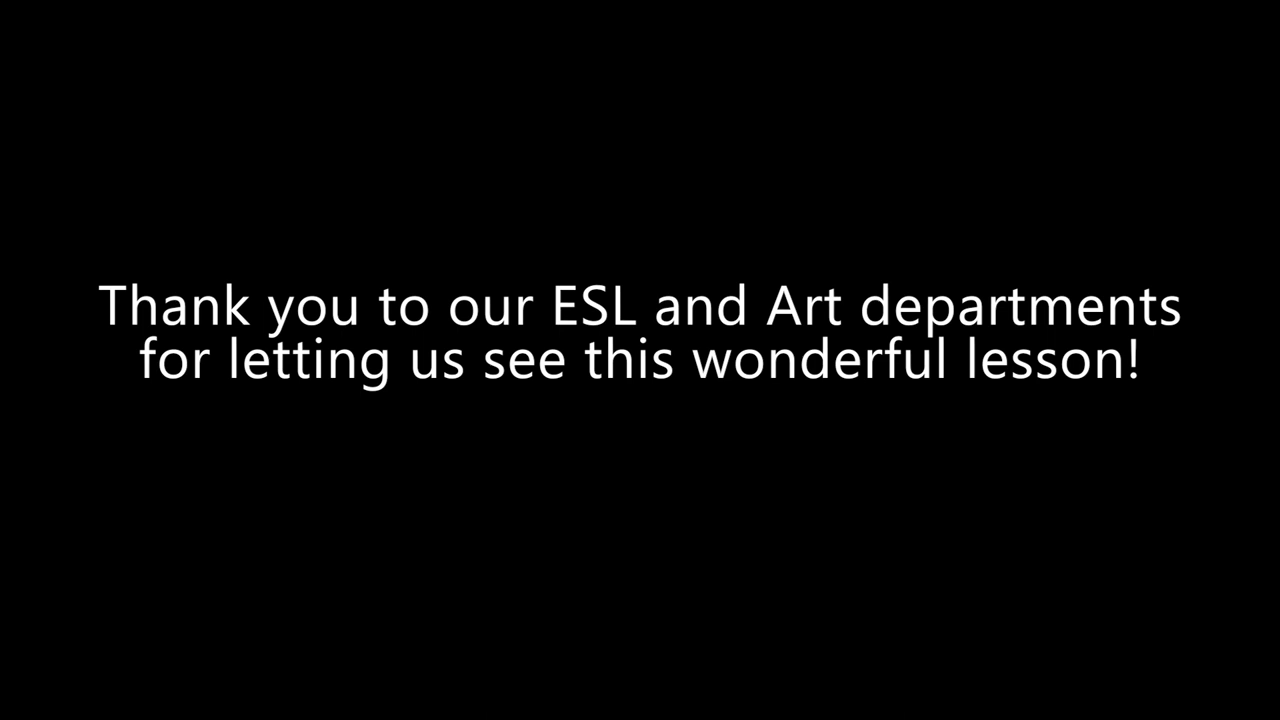 Thank you to our ESL and Art departments
for letting us see this wonderful lesson!